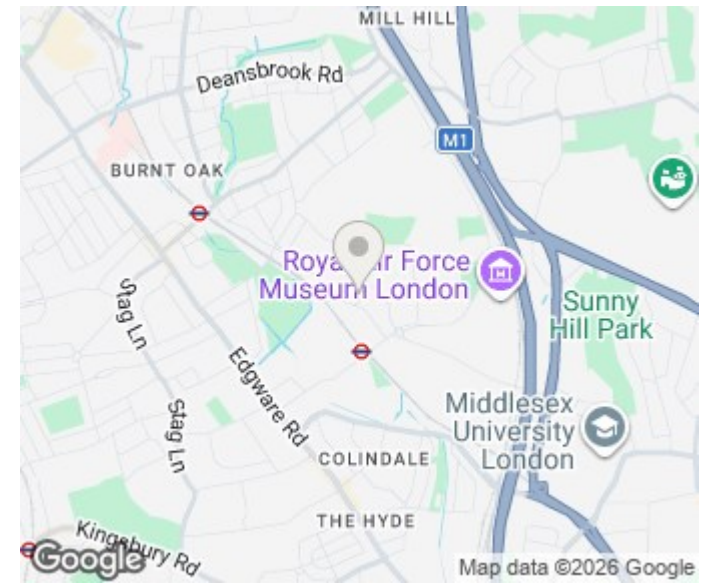 MILL HILL
Deansbrook Rd
M1
BURNT OAK
Royal Air Force
Museum London
Sunny
Hill Park
Stag Ln
Edgware Rd
Stag Ln
Middlesex
University
London
COLINDALE
THE HYDE
Kingsbury Rd
Google
Map data ©2026 Google